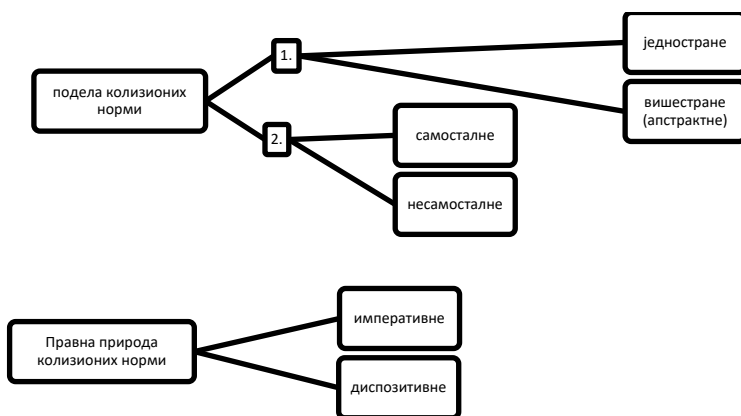 подела колизионих
норми
1.
једностране
вишестране
(апстрактне)
2.
самосталне
несамосталне
Правна природа
колизионих норми
императивне
диспозитивне